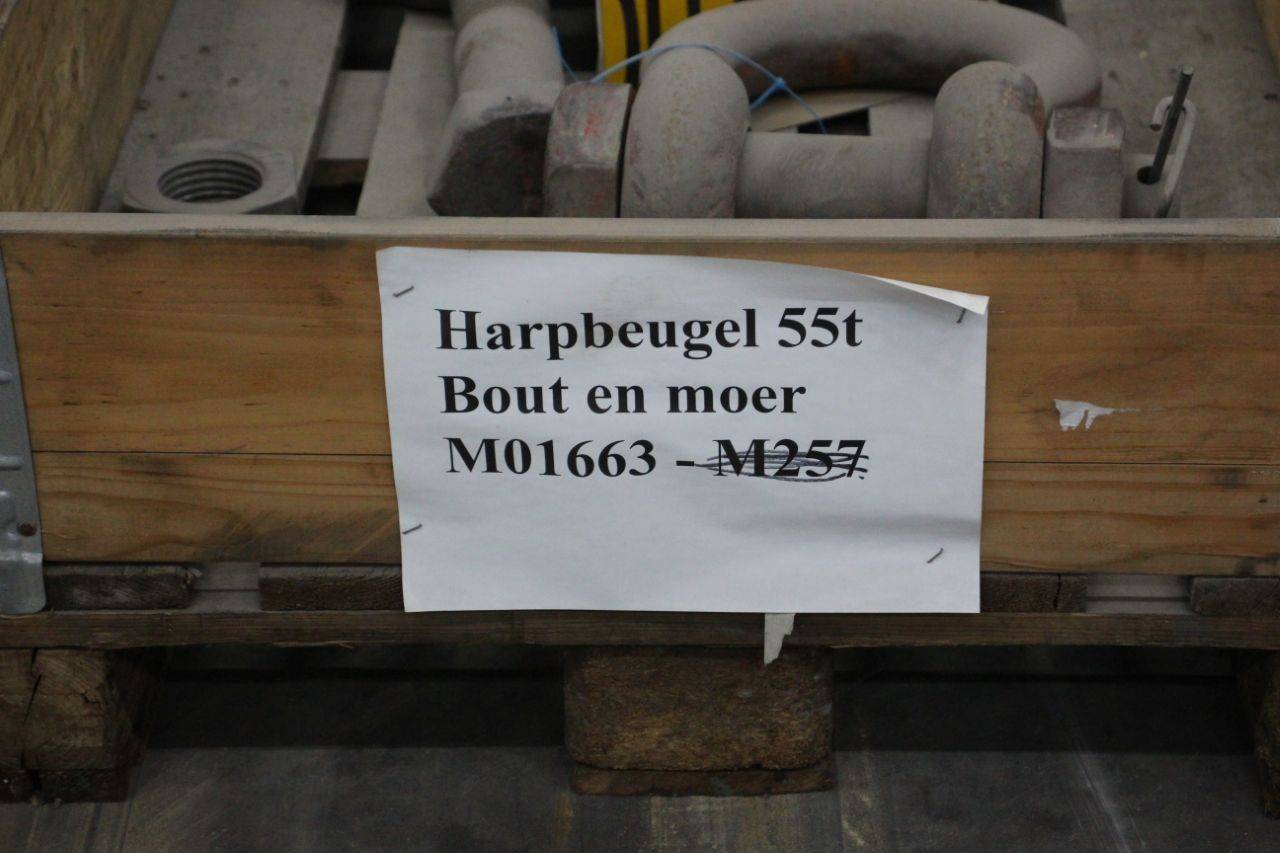 Harpbeugel 55t
Bout en moer
M01663 - M257